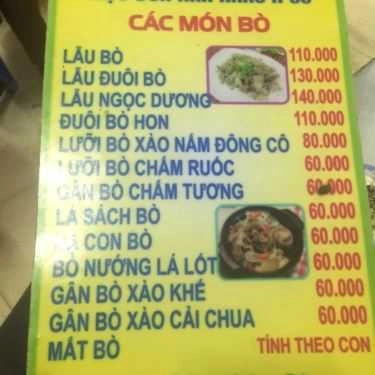 CÁC MÓN BÒ
LẨU BÒ 110.000
LẨU ĐUÔI BÒ 130.000
LẨU NGỌC DƯƠNG 140.000
ĐUÔI BÒ HON 110.000
LƯỠI BÒ XÀO NẤM ĐÔNG CÔ 80.000
LƯỠI BÒ CHẤM RUỐC 60.000
GÂN BÒ CHẤM TƯƠNG 60.000
LÁ SÁCH BÒ 60.000
CON BÒ 60.000
BÒ NƯỚNG LÁ LỐT 60.000
GÂN BÒ XÀO KHẾ 60.000
GÂN BÒ XÀO CẢI CHUA 60.000
MẮT BÒ TÍNH THEO CON